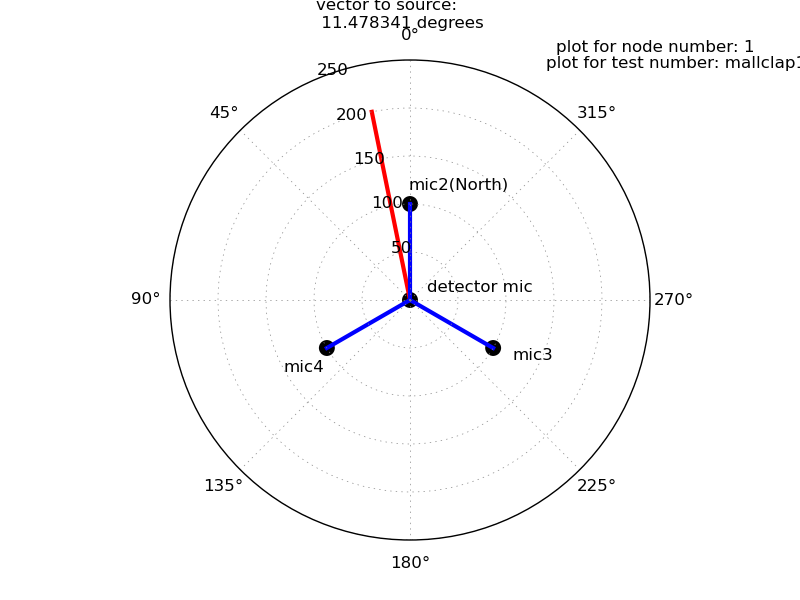 vector to source:
11.478341 degrees
0°
plot for node number: 1
plot for test number: mallclap1
250
45°
315°
200
150
mic2(North)
100
50
detector mic
90°
270°
mic4
mic3
135°
225°
180°